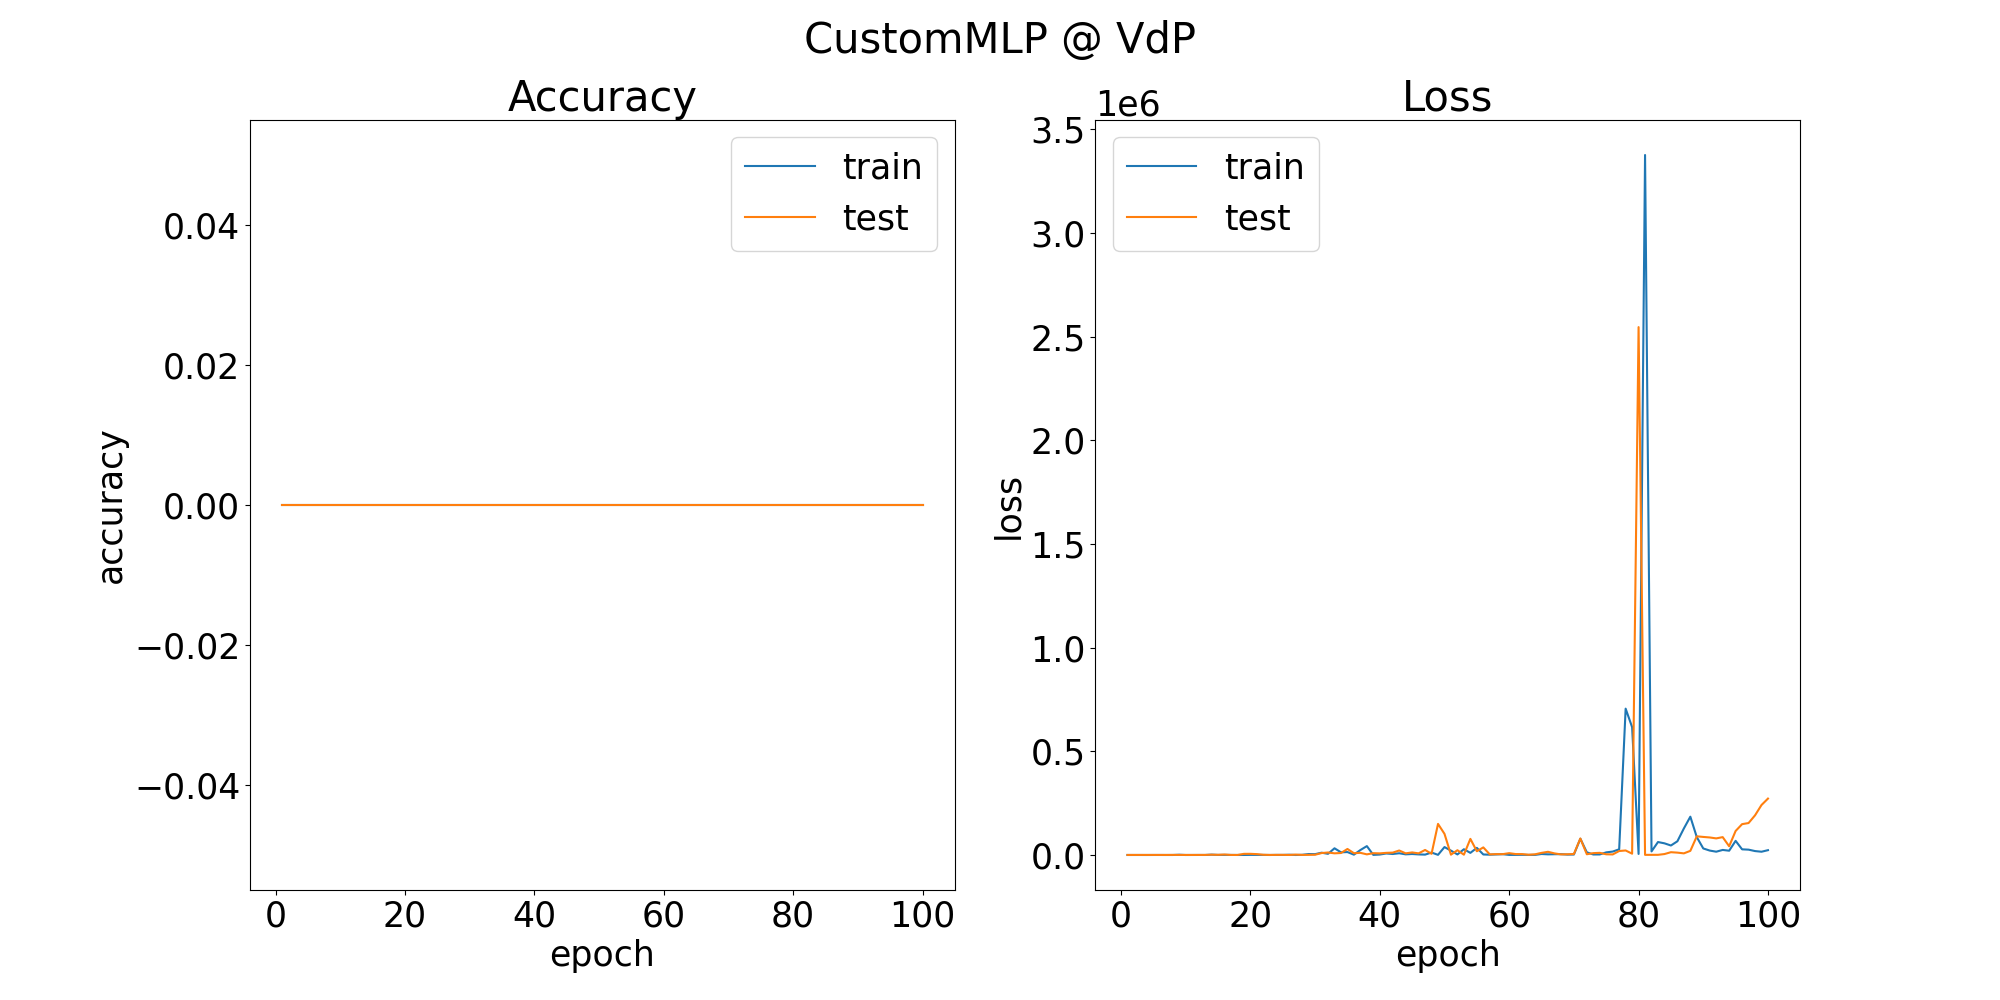 CustomMLP @ VdP
Accuracy
train
test
0.04
0.02
0.00
−0.02
−0.04
accuracy
0 20 40 60 80 100
epoch
Loss
1e6
train
test
3.5
3.0
2.5
2.0
1.5
1.0
0.5
0.0
loss
0 20 40 60 80 100
epoch